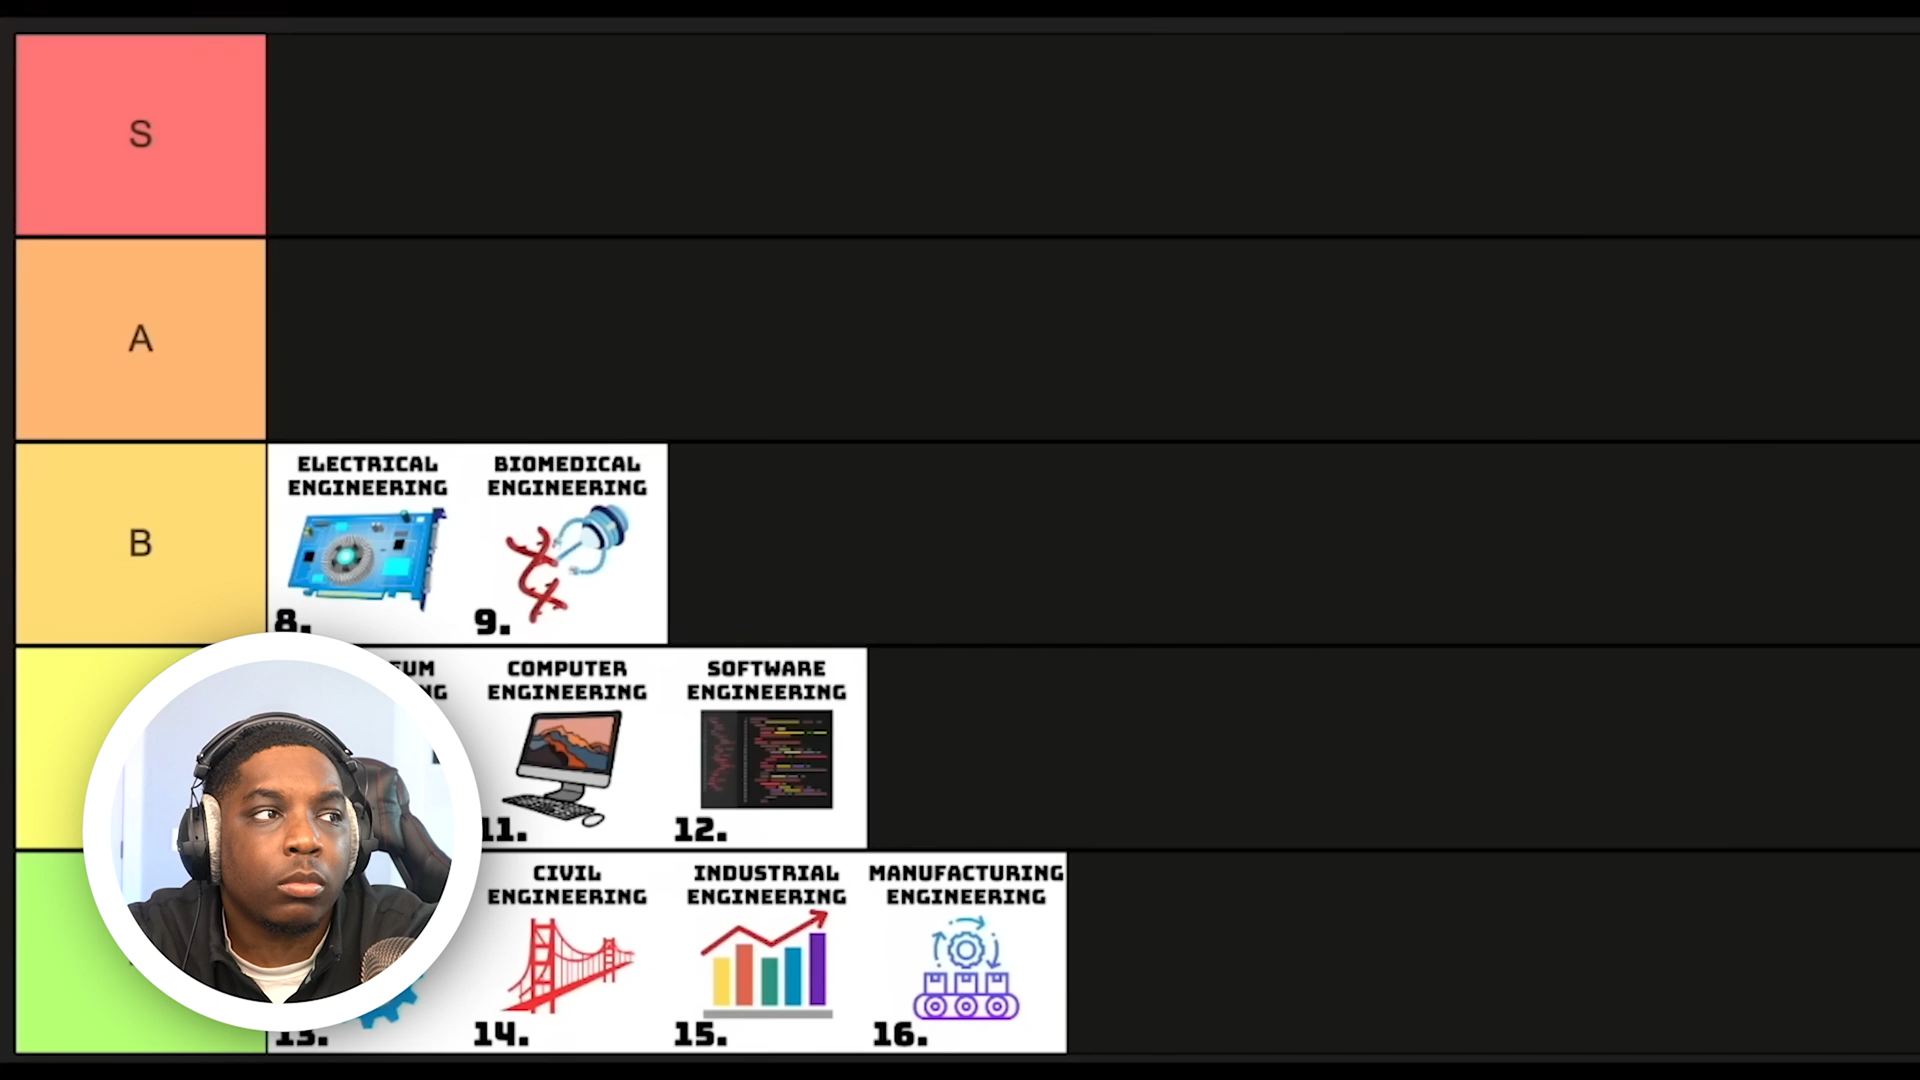 S
A
B
ELECTRICAL
ENGINEERING
8.
BIOMEDICAL
ENGINEERING
9.
COMPUTER
ENGINEERING
11.
SOFTWARE
ENGINEERING
12.
13.
CIVIL
ENGINEERING
14.
INDUSTRIAL
ENGINEERING
15.
MANUFACTURING
ENGINEERING
16.